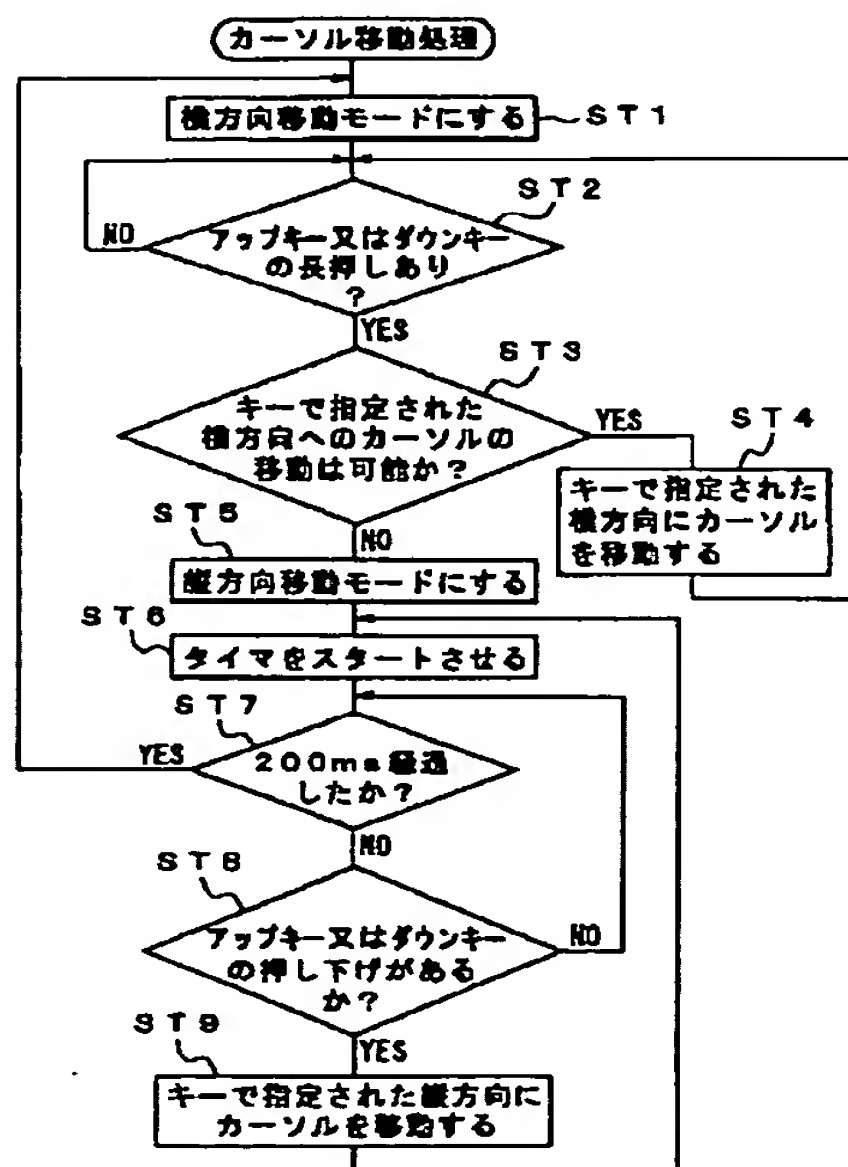 カーソル移動処理
横方向移動モードにする
ST1
ST2
アップキー又はダウンキー
の長押しあり
?
NO
YES
ST3
キーで指定された
横方向へのカーソルの
移動は可能か?
YES
ST4
キーで指定された
横方向にカーソル
を移動する
NO
ST5
縦方向移動モードにする
ST6
タイマをスタートさせる
ST7
200ms経過
したか?
YES
NO
ST8
アップキー又はダウンキー
の押し下げがある
か?
NO
YES
ST9
キーで指定された縦方向に
カーソルを移動する